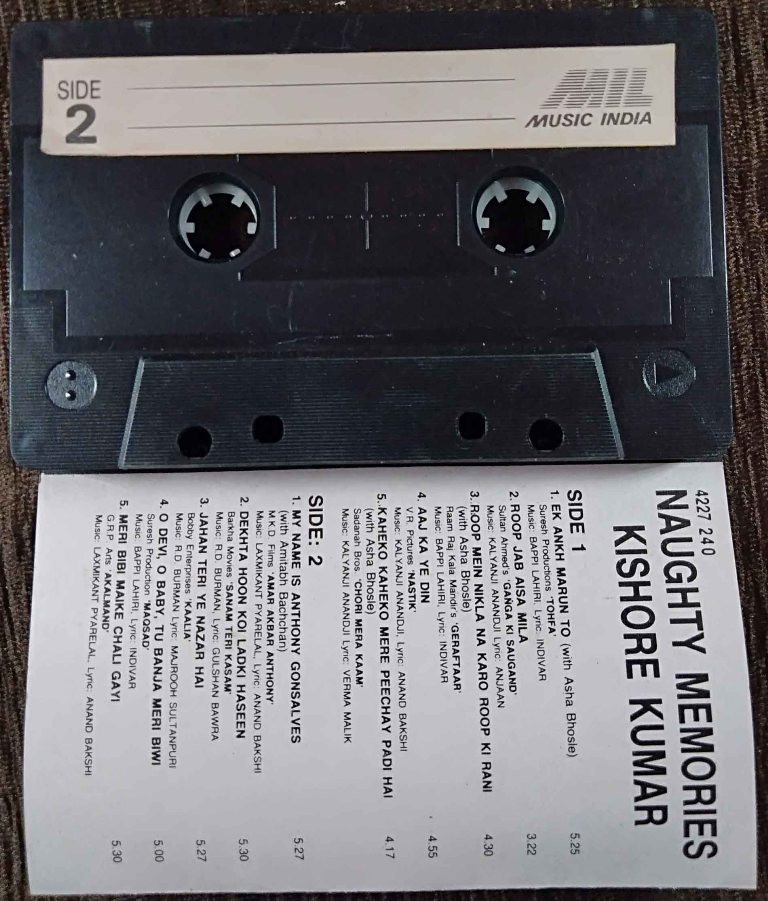 SIDE
2
MIL
MUSIC INDIA
4227 240
NAUGHTY MEMORIES
KISHORE KUMAR
SIDE 1
1. EK ANKH MARUN TO (with Asha Bhosle) 5.25
Suresh Productions 'TOHFA'
Music: BAPPI LAHIRI, Lyric: INDIVAR
2. ROOP JAB AISA MILA 3.22
Sultan Ahmed's 'GANGA KI SAUGAND'
Music: KALYANJI ANANDJI Lyric: ANJAAN
3. ROOP MEIN NIKLA NA KARO ROOP KI RANI 4.30
(with Asha Bhosle)
Raam Raj Kala Mandir's 'GERAFTAAR'
Music: BAPPI LAHIRI, Lyric: INDIVAR
4. AAJ KA YE DIN 4.55
V.R. Pictures 'NASTIK'
Music: KALYANJI ANANDJI, Lyric: ANAND BAKSHI
5. KAHEKO KAHEKO MERE PEECHAY PADI HAI 4.17
(with Asha Bhosle)
Sadanah Bros. 'CHORI MERA KAAM'
Music: KALYANJI ANANDJI Lyric: VERMA MALIK
SIDE: 2
1. MY NAME IS ANTHONY GONSALVES 5.27
(with Amitabh Bachchan)
M.K.D. Films 'AMAR AKBAR ANTHONY'
Music: LAXMIKANT PYARELAL, Lyric: ANAND BAKSHI
2. DEKHTA HOON KOI LADKI HASEEN 5.30
Barkha Movies 'SANAM TERI KASAM'
Music: R.D. BURMAN, Lyric: GULSHAN BAWRA
3. JAHAN TERI YE NAZAR HAI 5.27
Bobby Enterprises 'KAALIA'
Music: R.D. BURMAN Lyric: MAJROOH SULTANPURI
4. O DEVI, O BABY, TU BANJA MERI BIWI 5.00
Suresh Production 'MAQSAD'
Music: BAPPI LAHIRI, Lyric: INDIVAR
5. MERI BIBI MAIKE CHALI GAYI 5.30
G.R.P. Arts 'AKALMAND'
Music: LAXMIKANT PYARELAL, Lyric: ANAND BAKSHI